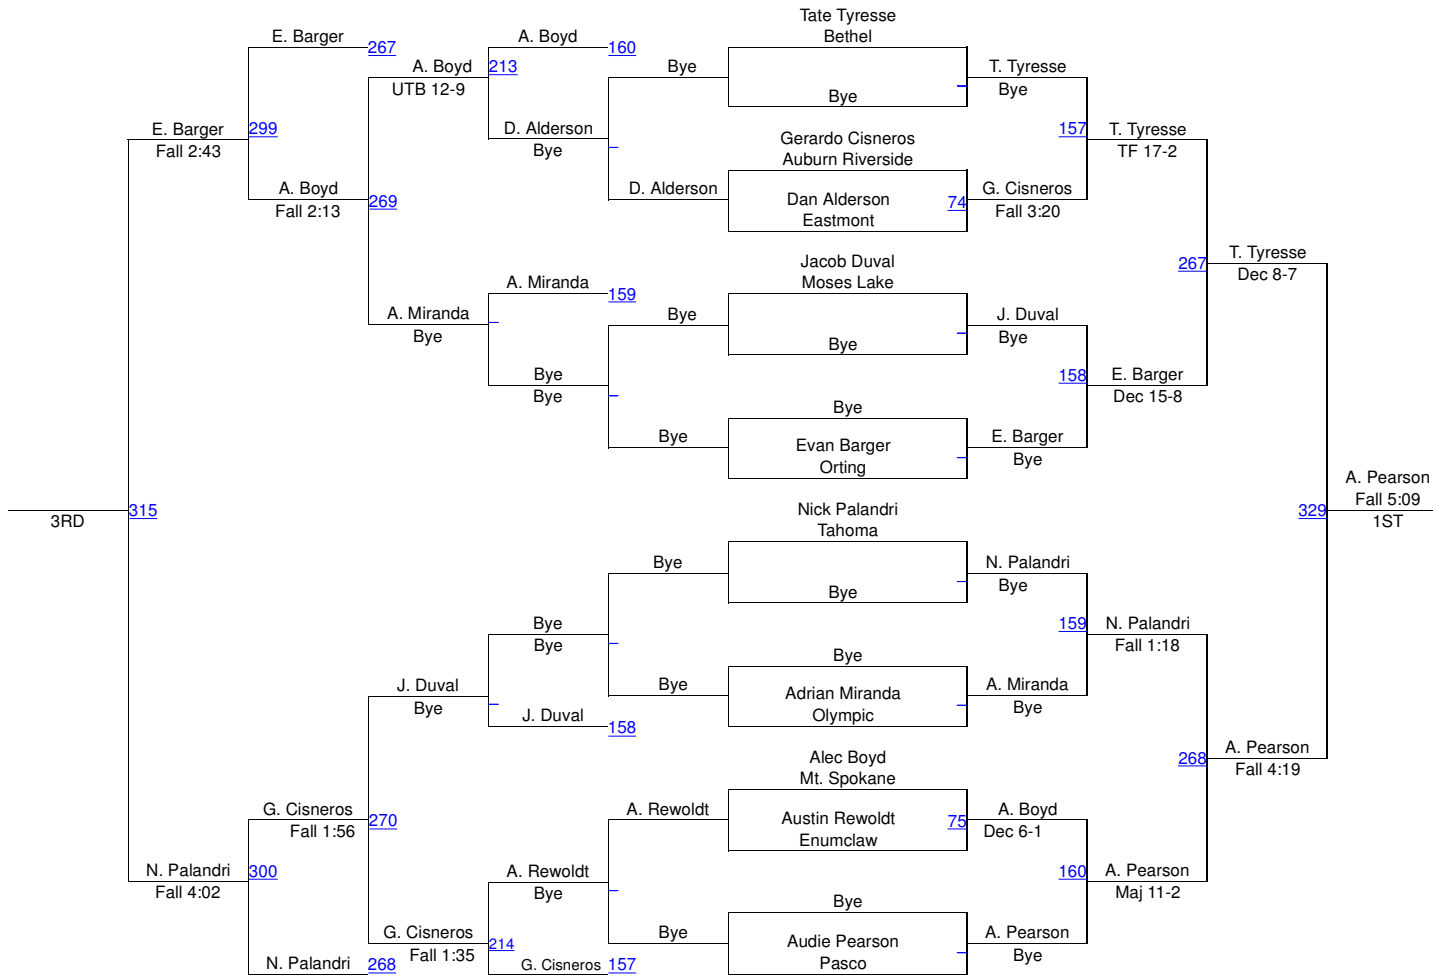 Tate Tyresse
Bethel
E. Barger
267
A. Boyd
160
A. Boyd
213
UTB 12-9
Bye
T. Tyresse
Bye
Bye
E. Barger
299
Fall 2:43
D. Alderson
Bye
157
T. Tyresse
TF 17-2
Gerardo Cisneros
Auburn Riverside
A. Boyd
269
Fall 2:13
D. Alderson
Dan Alderson
Eastmont
74
G. Cisneros
Fall 3:20
Jacob Duval
Moses Lake
267
T. Tyresse
Dec 8-7
A. Miranda
159
A. Miranda
Bye
Bye
J. Duval
Bye
Bye
Bye
Bye
158
E. Barger
Dec 15-8
Bye
Bye
Evan Barger
Orting
E. Barger
Bye
315
3RD
329
A. Pearson
Fall 5:09
1ST
Nick Palandri
Tahoma
Bye
N. Palandri
Bye
Bye
Bye
Bye
159
N. Palandri
Fall 1:18
Bye
J. Duval
Bye
Bye
Adrian Miranda
Olympic
A. Miranda
Bye
J. Duval
158
Alec Boyd
Mt. Spokane
268
A. Pearson
Fall 4:19
G. Cisneros
270
Fall 1:56
A. Rewoldt
Austin Rewoldt
Enumclaw
75
A. Boyd
Dec 6-1
N. Palandri
300
Fall 4:02
A. Rewoldt
Bye
160
A. Pearson
Maj 11-2
Bye
G. Cisneros
214
Fall 1:35
Bye
Audie Pearson
Pasco
A. Pearson
Bye
N. Palandri
268
G. Cisneros
157